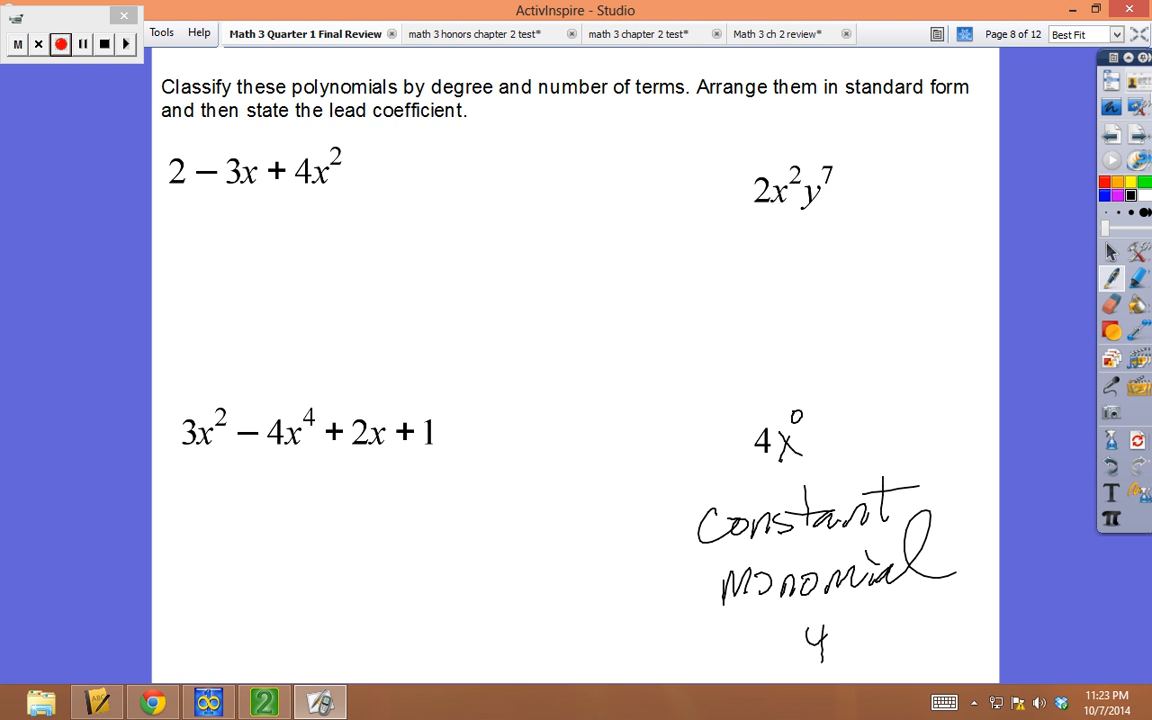 ActivInspire - Studio
M
Tools Help Math 3 Quarter 1 Final Review math 3 honors chapter 2 test* math 3 chapter 2 test* Math 3 ch 2 review* Page 8 of 12 Best Fit
Classify these polynomials by degree and number of terms. Arrange them in standard form
and then state the lead coefficient.
2 − 3x + 4x²
2x²y⁷
3x² − 4x⁴ + 2x + 1
4x⁰
Constant
Monomial
4
11:23 PM
10/7/2014